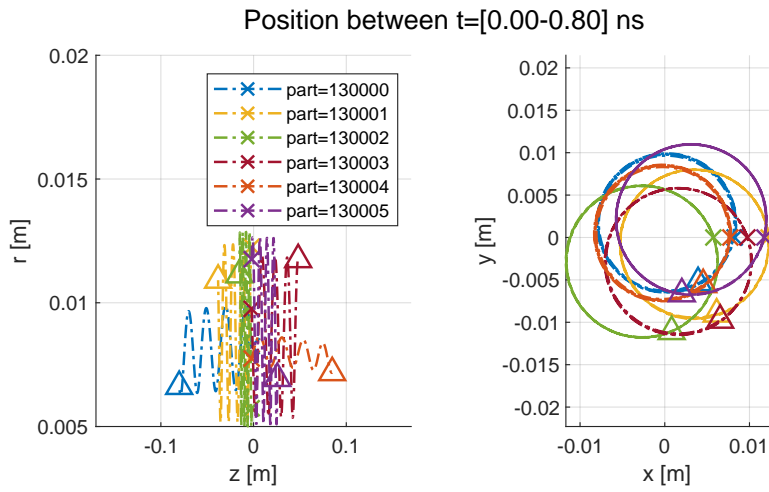 Position between t=[0.00-0.80] ns
0.02
0.015
0.01
0.005
r [m]
-0.1
0
0.1
z [m]
part=130000
part=130001
part=130002
part=130003
part=130004
part=130005
0.02
0.015
0.010
0.005
0
-0.005
-0.01
-0.015
-0.02
y [m]
-0.01
0
0.01
x [m]